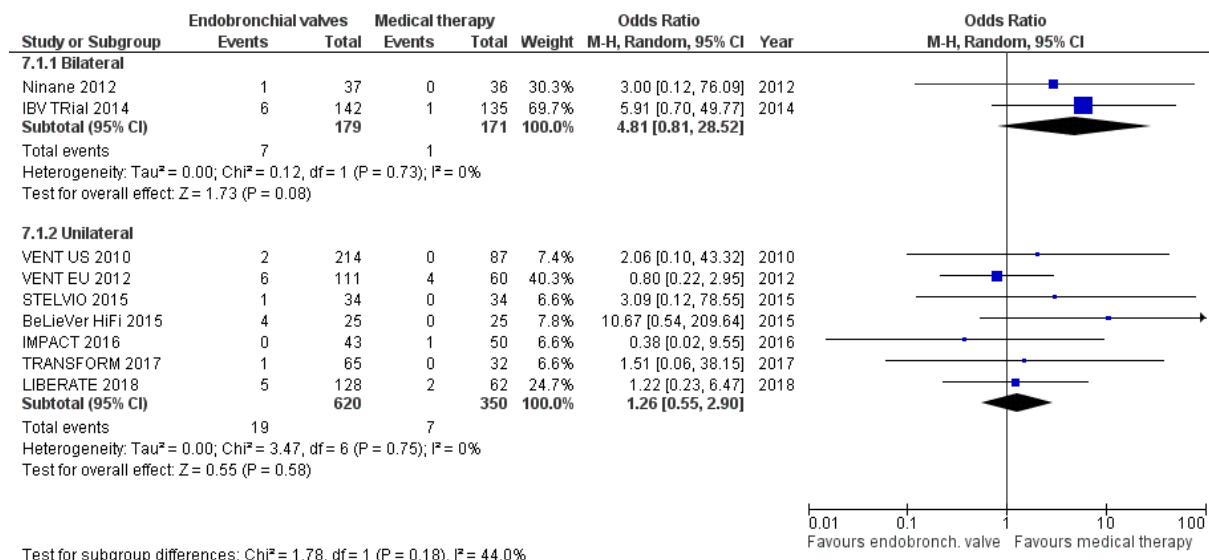 Endobronchial valves Medical therapy Odds Ratio Odds Ratio
Study or Subgroup Events Total Events Total Weight M-H, Random, 95% CI Year M-H, Random, 95% CI
7.1.1 Bilateral
Ninane 2012 1 37 0 36 30.3% 3.00 [0.12, 76.09] 2012
IBV TRial 2014 6 142 1 135 69.7% 5.91 [0.70, 49.77] 2014
Subtotal (95% CI) 179 171 100.0% 4.81 [0.81, 28.52]
Total events 7 1
Heterogeneity: Tau² = 0.00; Chi² = 0.12, df = 1 (P = 0.73); I² = 0%
Test for overall effect: Z = 1.73 (P = 0.08)
7.1.2 Unilateral
VENT US 2010 2 214 0 87 7.4% 2.06 [0.10, 43.32] 2010
VENT EU 2012 6 111 4 60 40.3% 0.80 [0.22, 2.95] 2012
STELVIO 2015 1 34 0 34 6.6% 3.09 [0.12, 78.55] 2015
BeLieVer HiFi 2015 4 25 0 25 7.8% 10.67 [0.54, 209.64] 2015
IMPACT 2016 0 43 1 50 6.6% 0.38 [0.02, 9.55] 2016
TRANSFORM 2017 1 65 0 32 6.6% 1.51 [0.06, 38.15] 2017
LIBERATE 2018 5 128 2 62 24.7% 1.22 [0.23, 6.47] 2018
Subtotal (95% CI) 620 350 100.0% 1.26 [0.55, 2.90]
Total events 19 7
Heterogeneity: Tau² = 0.00; Chi² = 3.47, df = 6 (P = 0.75); I² = 0%
Test for overall effect: Z = 0.55 (P = 0.58)
0.01 0.1 1 10 100
Favours endobronch. valve Favours medical therapy
Test for subgroup differences: Chi² = 1.78, df = 1 (P = 0.18), I² = 44.0%